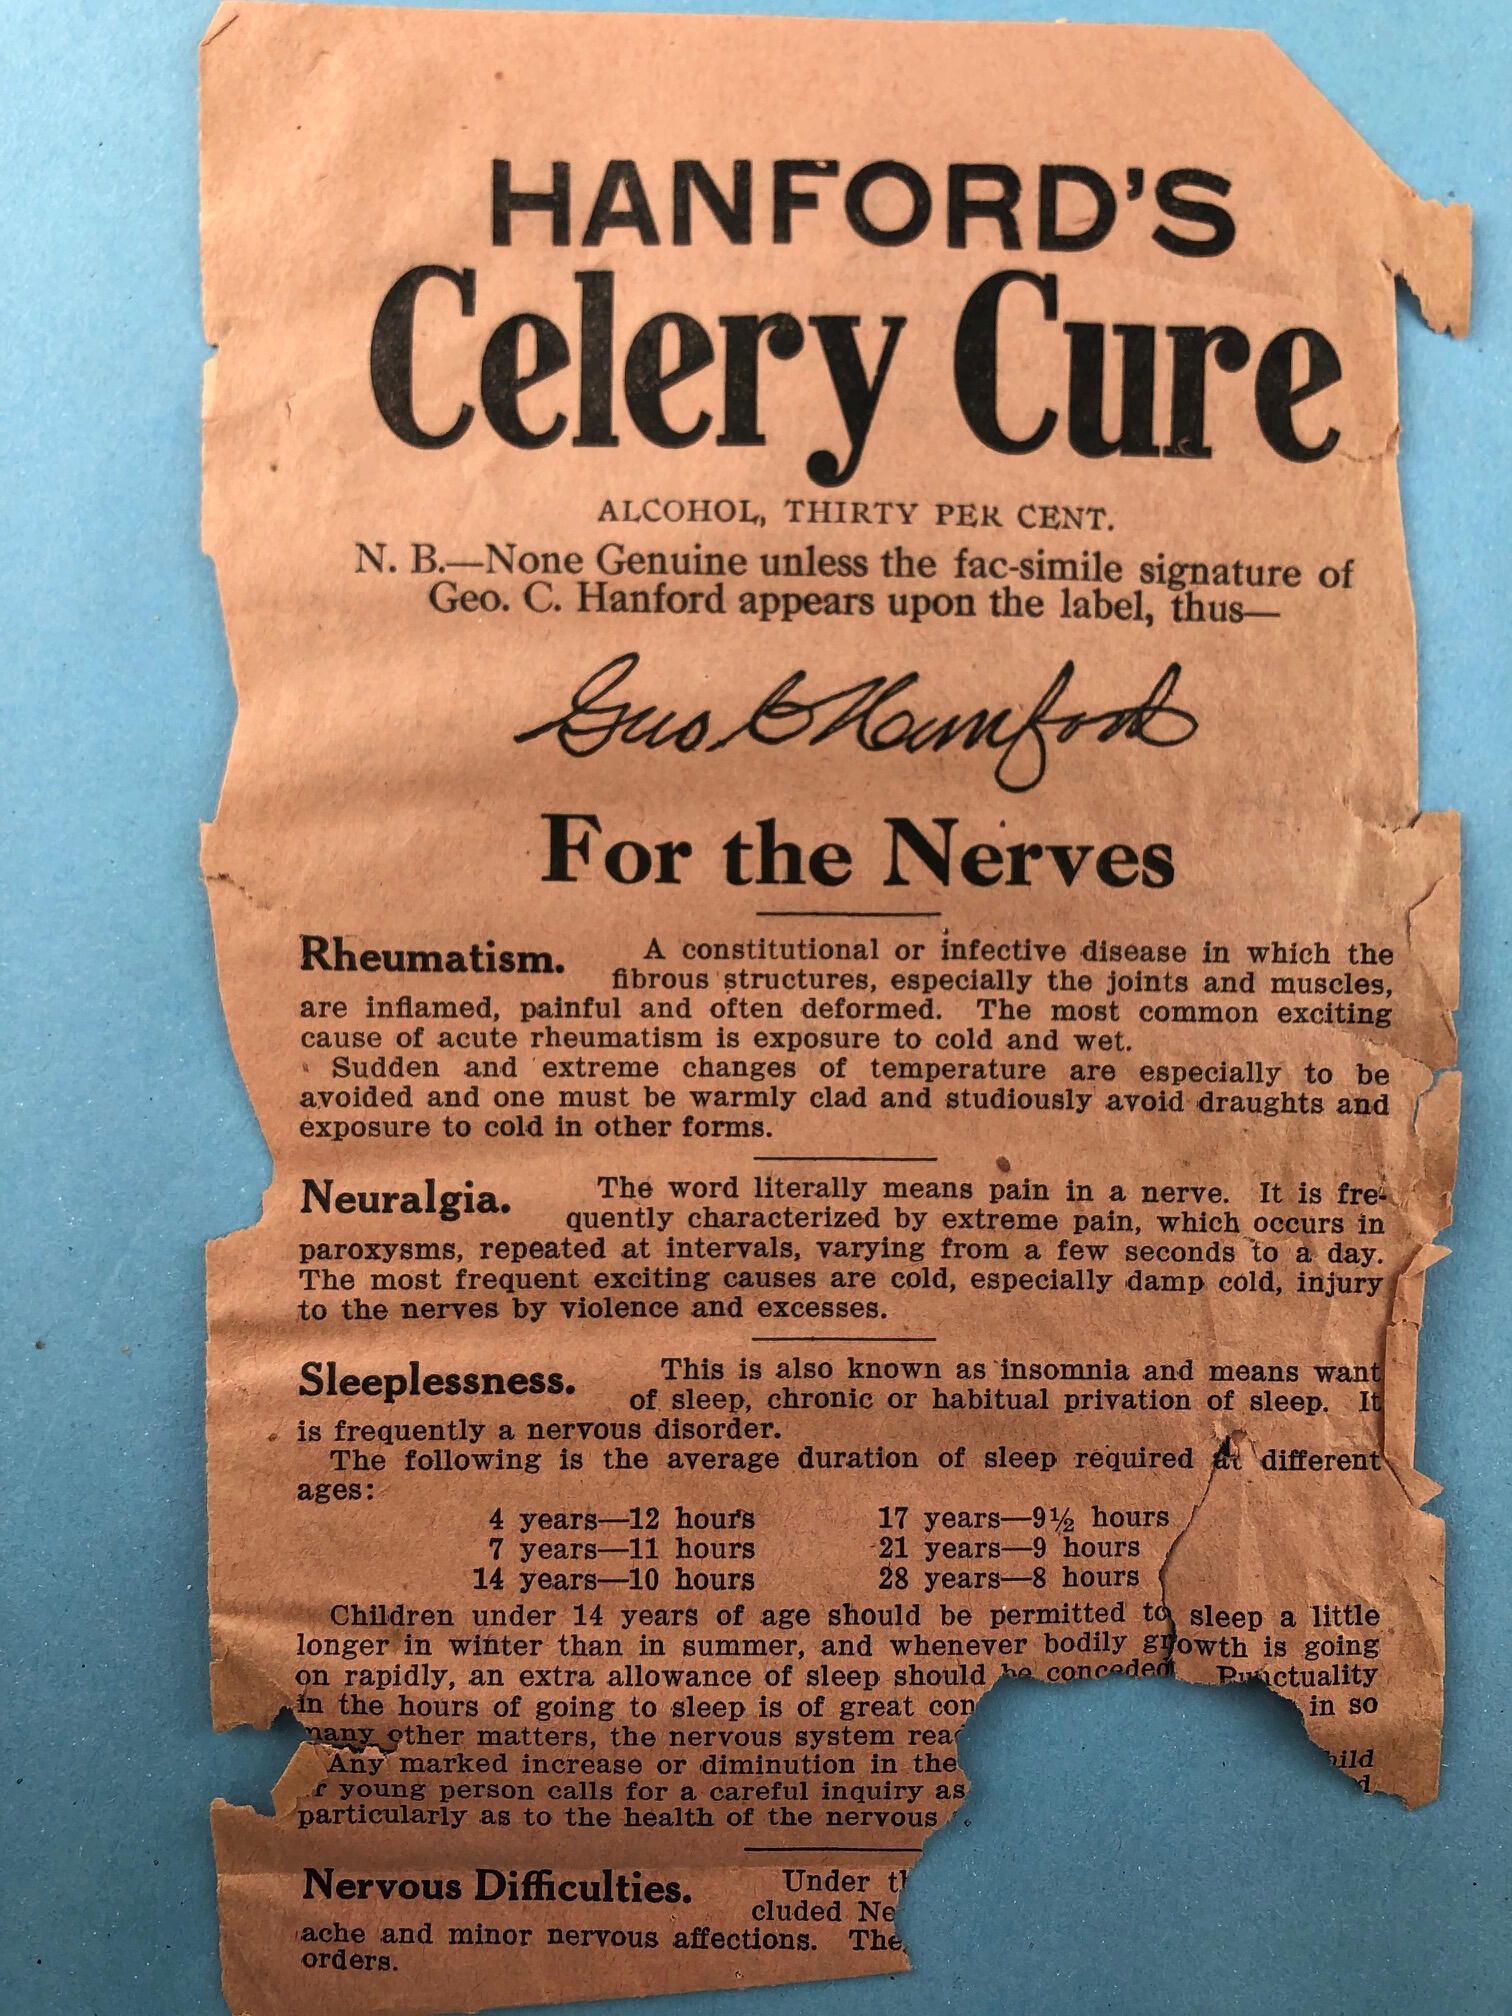 HANFORD'S
Celery Cure
ALCOHOL, THIRTY PER CENT.
N. B.—None Genuine unless the fac-simile signature of
Geo. C. Hanford appears upon the label, thus—
Geo. C. Hanford
For the Nerves
Rheumatism. A constitutional or infective disease in which the
fibrous structures, especially the joints and muscles,
are inflamed, painful and often deformed. The most common exciting
cause of acute rheumatism is exposure to cold and wet.
Sudden and extreme changes of temperature are especially to be
avoided and one must be warmly clad and studiously avoid draughts and
exposure to cold in other forms.
Neuralgia. The word literally means pain in a nerve. It is fre-
quently characterized by extreme pain, which occurs in
paroxysms, repeated at intervals, varying from a few seconds to a day.
The most frequent exciting causes are cold, especially damp cold, injury
to the nerves by violence and excesses.
Sleeplessness. This is also known as insomnia and means want
of sleep, chronic or habitual privation of sleep. It
is frequently a nervous disorder.
The following is the average duration of sleep required at different
ages:
4 years—12 hours 17 years—9½ hours
7 years—11 hours 21 years—9 hours
14 years—10 hours 28 years—8 hours
Children under 14 years of age should be permitted to sleep a little
longer in winter than in summer, and whenever bodily growth is going
on rapidly, an extra allowance of sleep should be conceded. Punctuality
in the hours of going to sleep is of great con in so
many other matters, the nervous system
Any marked increase or diminution in the
young person calls for a careful inquiry as
particularly as to the health of the nervous
Nervous Difficulties. Under
cluded Ne
ache and minor nervous affections. The
orders.